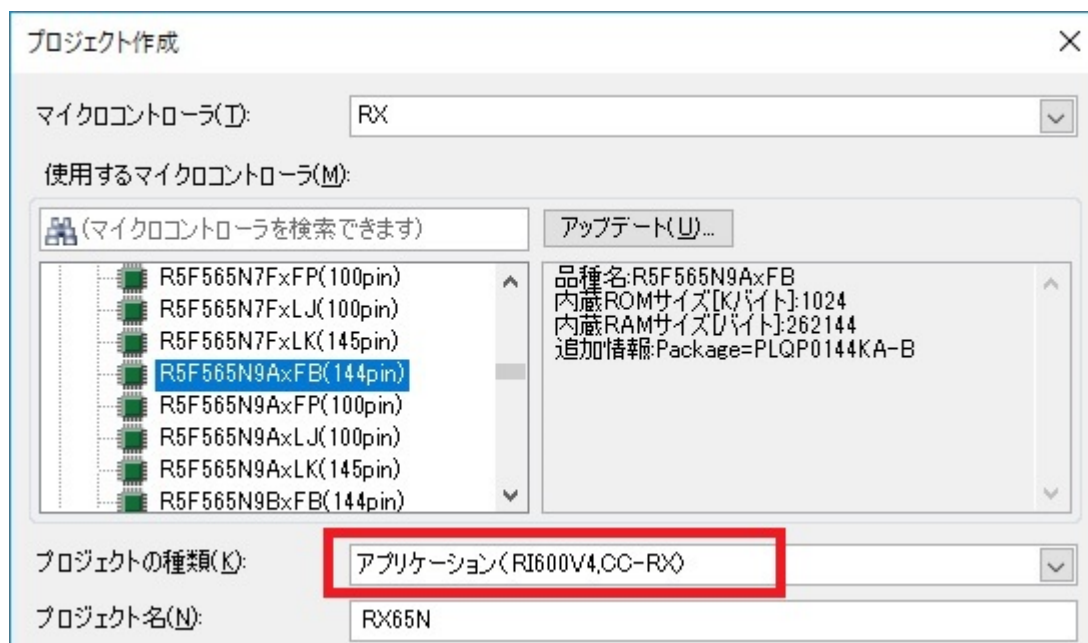 プロジェクト作成
マイクロコントローラ(T): RX
使用するマイクロコントローラ(M):
(マイクロコントローラを検索できます) アップデート(U)...
R5F565N7FxFP(100pin)
R5F565N7FxLJ(100pin)
R5F565N7FxLK(145pin)
R5F565N9AxFB(144pin)
R5F565N9AxFP(100pin)
R5F565N9AxLJ(100pin)
R5F565N9AxLK(145pin)
R5F565N9BxFB(144pin)
品種名:R5F565N9AxFB
内蔵ROMサイズ[Kバイト]:1024
内蔵RAMサイズ[バイト]:262144
追加情報:Package=PLQP0144KA-B
プロジェクトの種類(K): アプリケーション(RI600V4,CC-RX)
プロジェクト名(N): RX65N